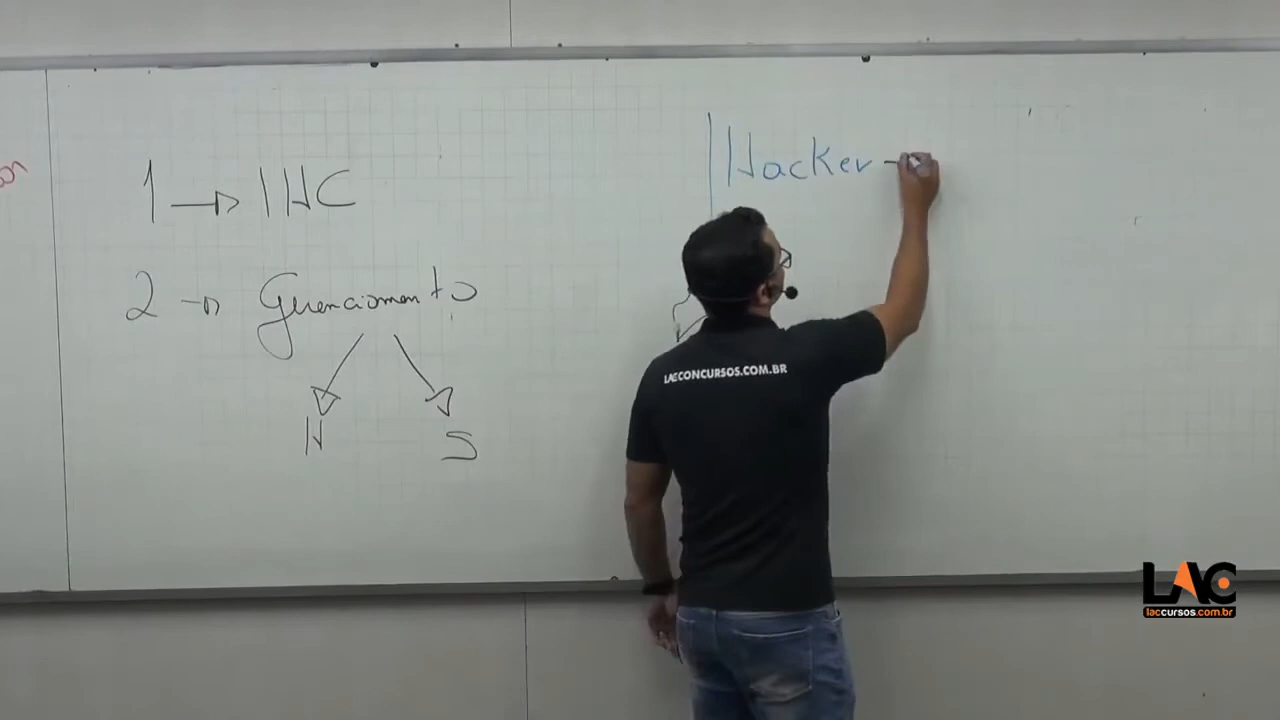 1 → IHC
2 → Gerenciamento
H S
Hacker →
LACCONCURSOS.COM.BR
LAC
laccursos.com.br